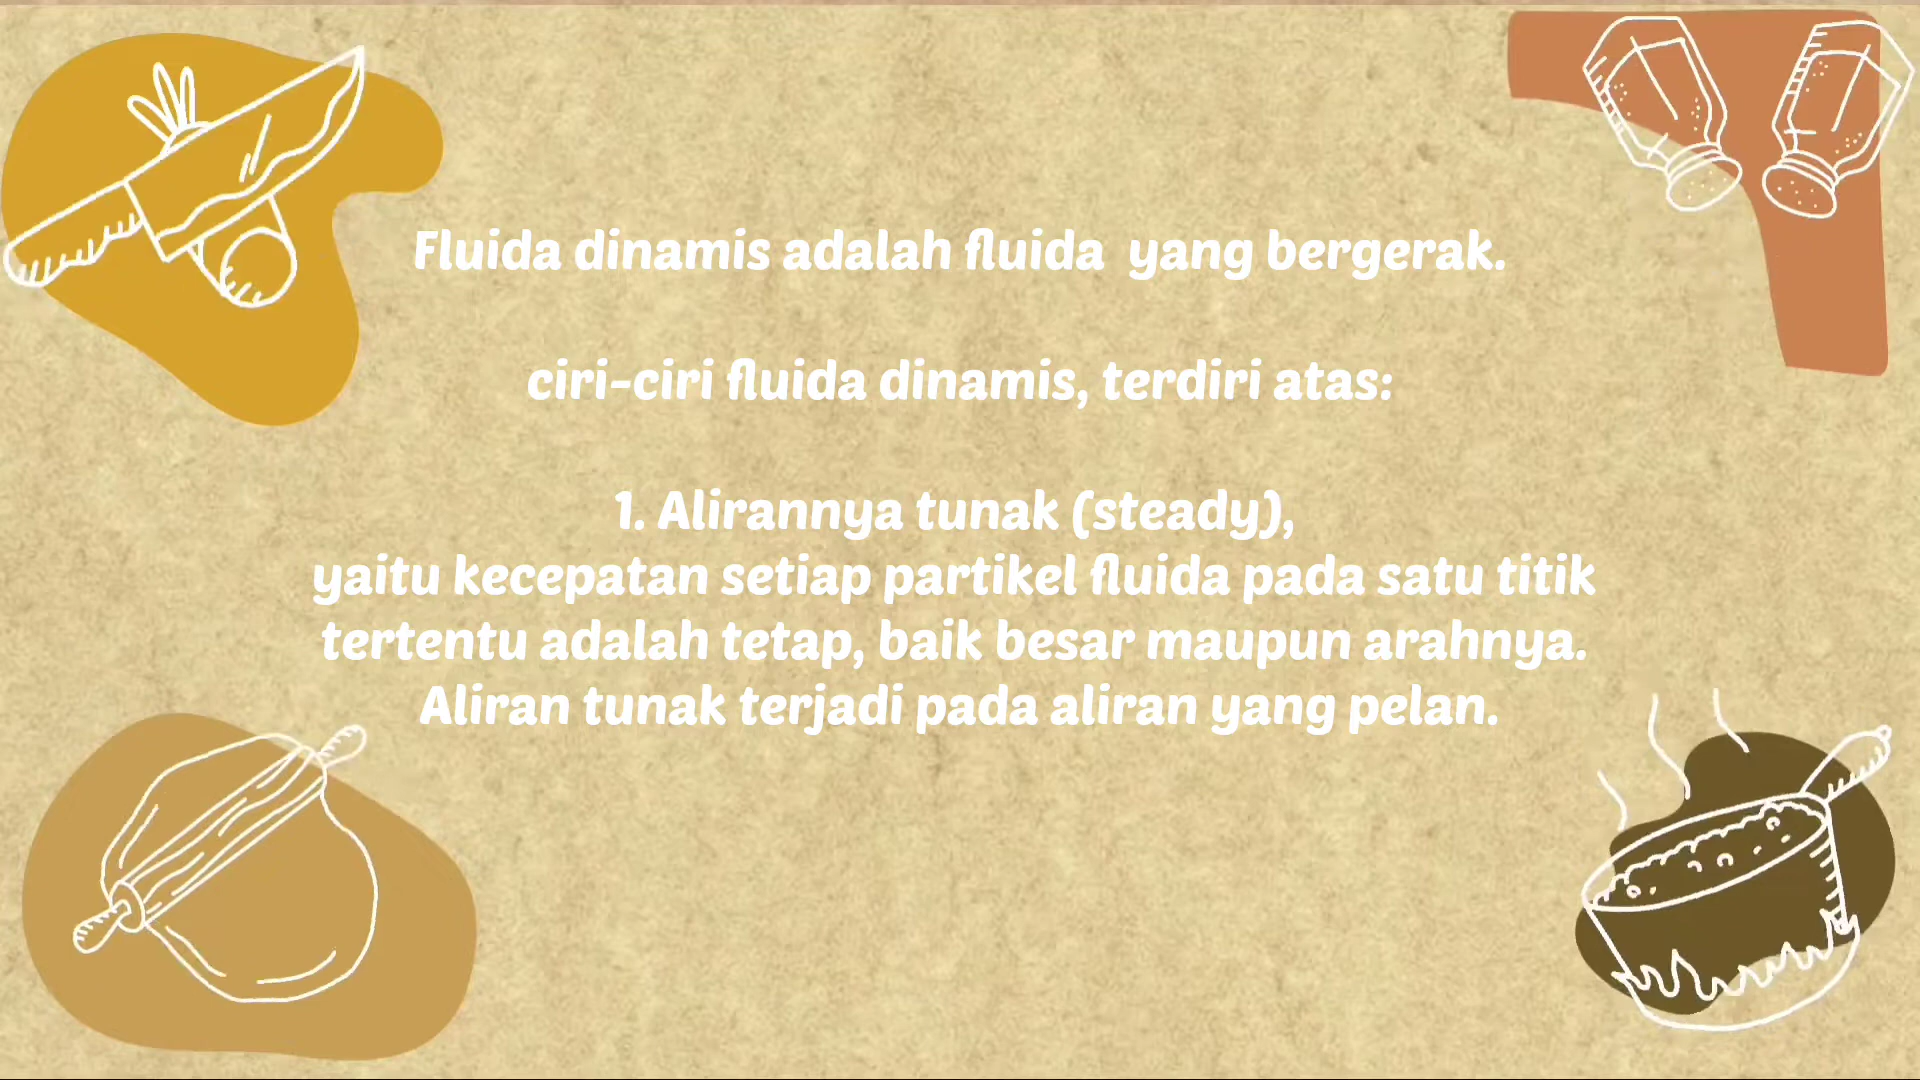 Fluida dinamis adalah fluida  yang bergerak.
ciri-ciri fluida dinamis, terdiri atas:
1. Alirannya tunak (steady),
yaitu kecepatan setiap partikel fluida pada satu titik
tertentu adalah tetap, baik besar maupun arahnya.
Aliran tunak terjadi pada aliran yang pelan.